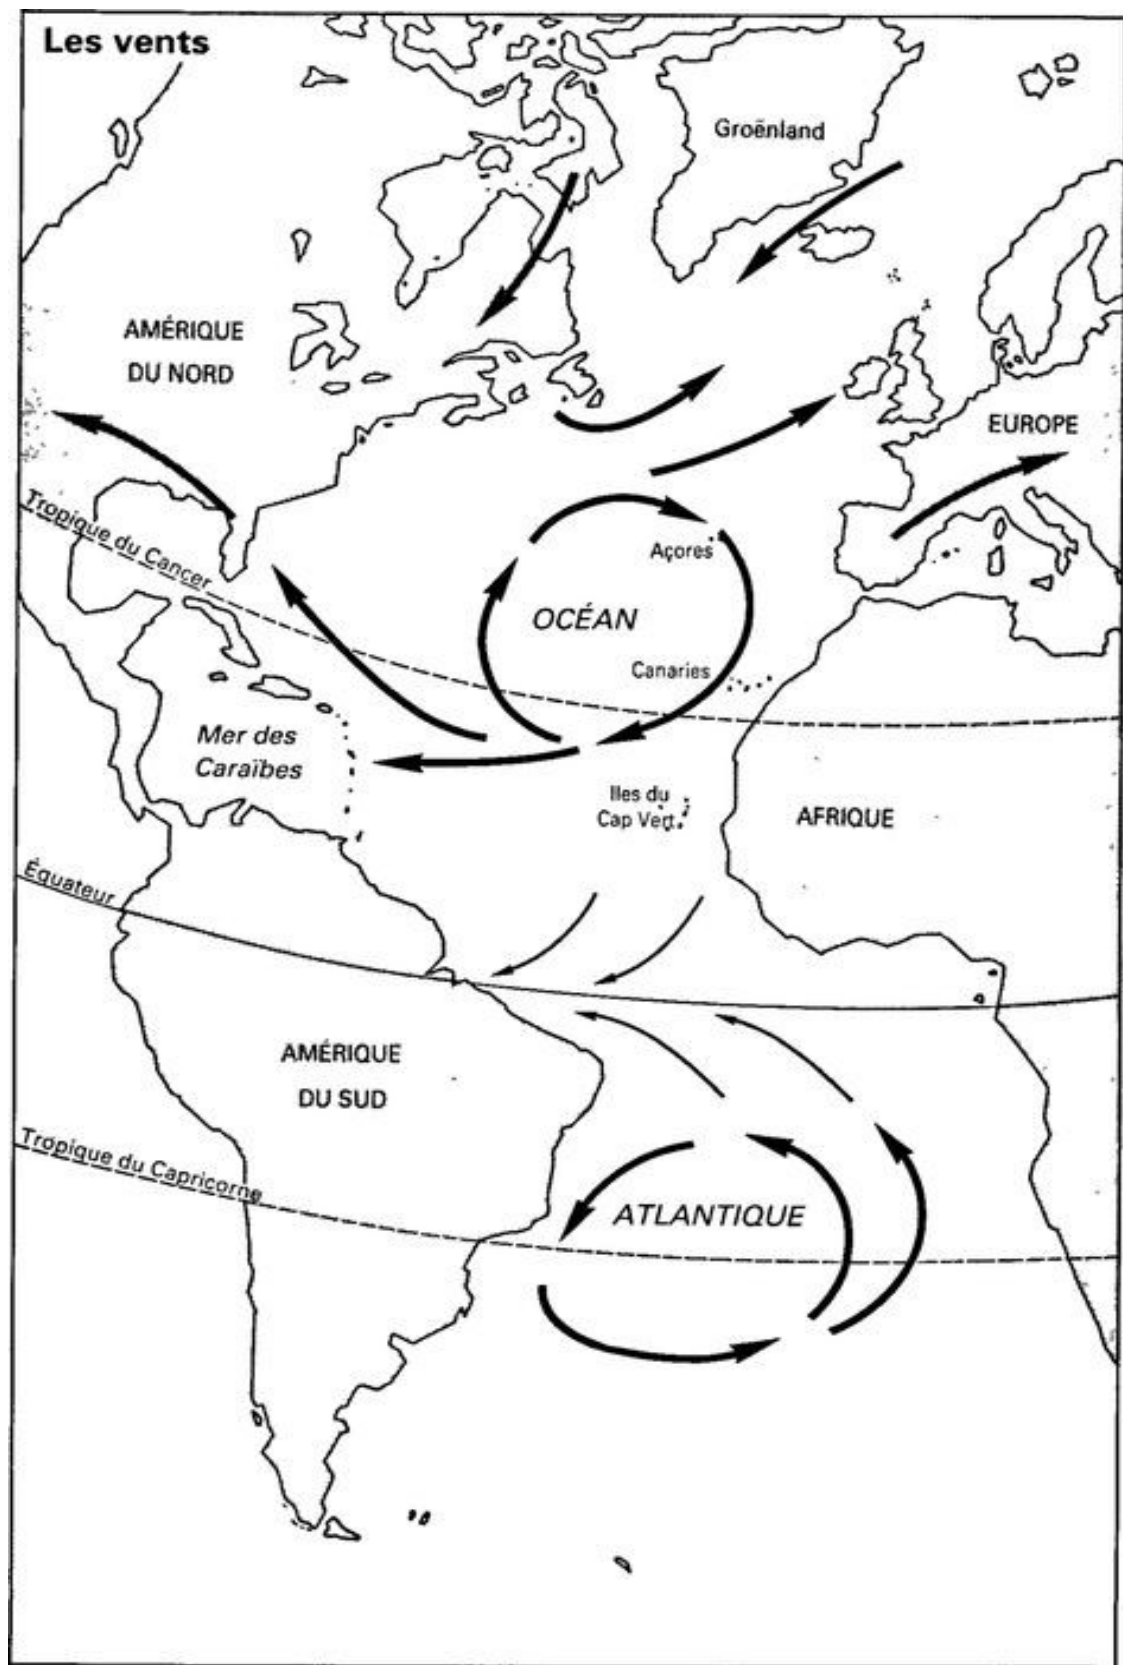 Les vents
Groënland
AMÉRIQUE
DU NORD
EUROPE
Tropique du Cancer
Açores
OCÉAN
Canaries
Mer des
Caraïbes
Iles du
Cap Vert
AFRIQUE
Équateur
AMÉRIQUE
DU SUD
Tropique du Capricorne
ATLANTIQUE